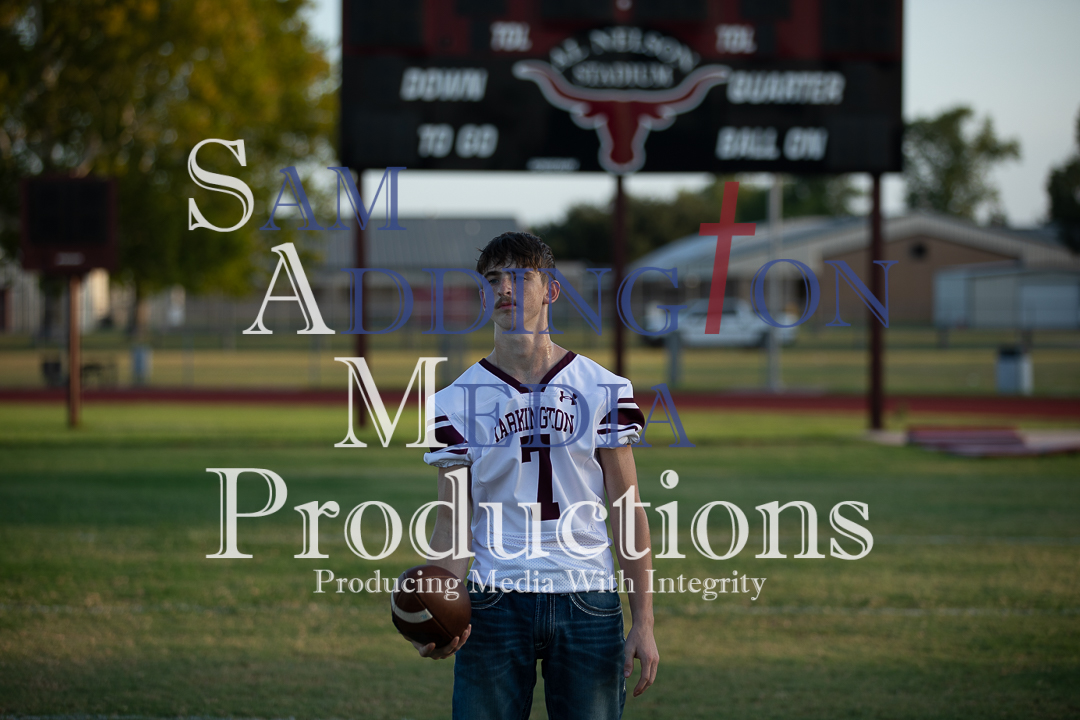 TOL TOL
AL NELSON
STADIUM
DOWN QUARTER
TO GO BALL ON
SAM
ADDINGTON
MEDIA
Productions
Producing Media With Integrity
TARKINGTON
7